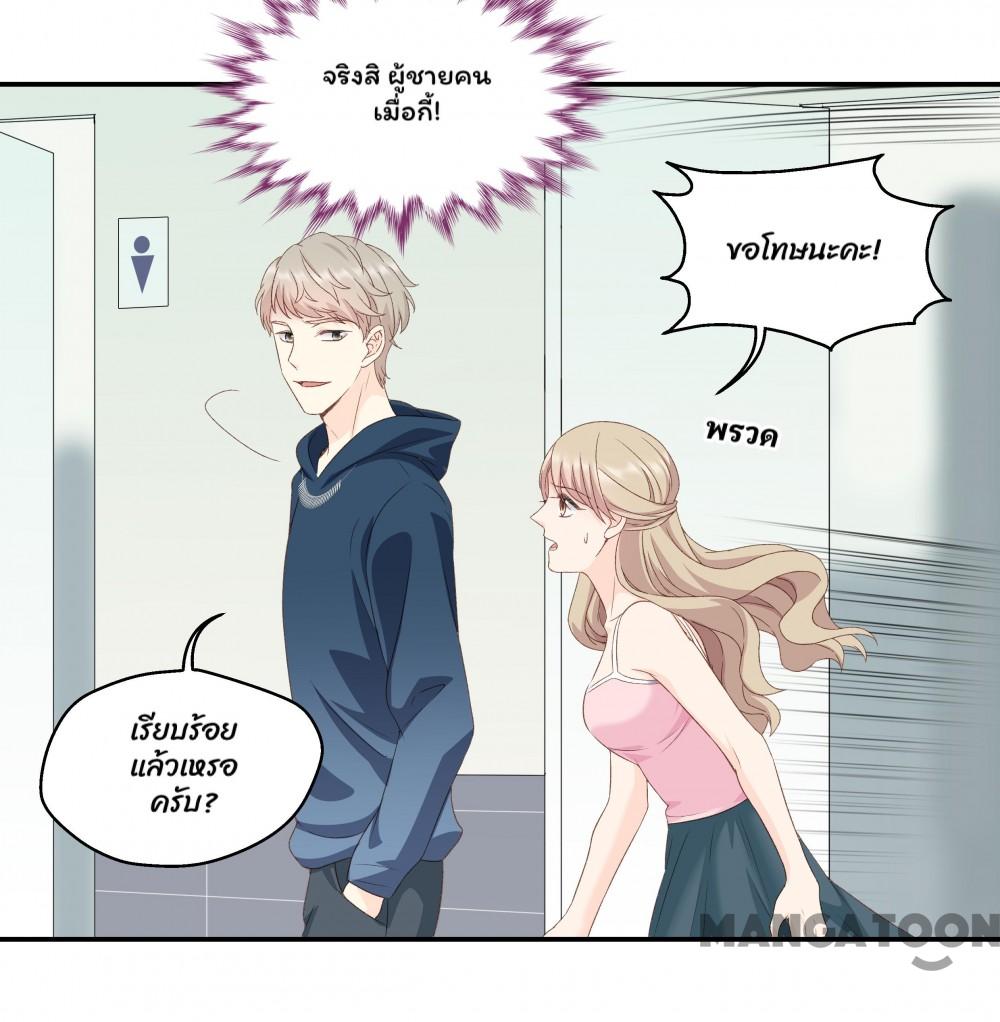 จริงสิ ผู้ชายคน
เมื่อกี้!
ขอโทษนะคะ!
พรวด
เรียบร้อย
แล้วเหรอ
ครับ?
MANGATOON